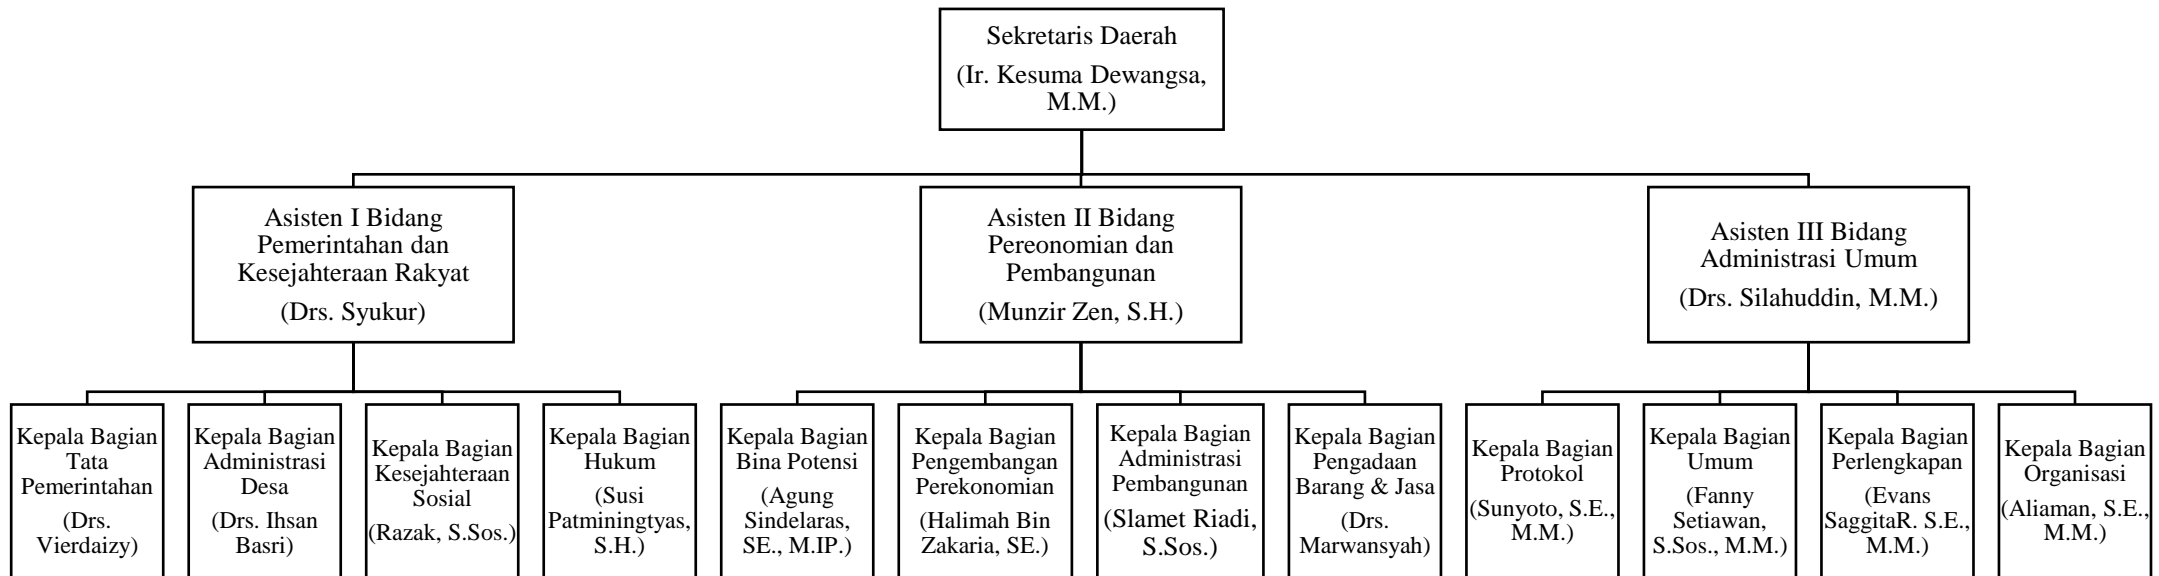 Sekretaris Daerah
(Ir. Kesuma Dewangsa,
M.M.)
Asisten I Bidang
Pemerintahan dan
Kesejahteraan Rakyat
(Drs. Syukur)
Asisten II Bidang
Pereonomian dan
Pembangunan
(Munzir Zen, S.H.)
Asisten III Bidang
Administrasi Umum
(Drs. Silahuddin, M.M.)
Kepala Bagian
Tata
Pemerintahan
(Drs.
Vierdaizy)
Kepala Bagian
Administrasi
Desa
(Drs. Ihsan
Basri)
Kepala Bagian
Kesejahteraan
Sosial
(Razak, S.Sos.)
Kepala Bagian
Hukum
(Susi
Patminingtyas,
S.H.)
Kepala Bagian
Bina Potensi
(Agung
Sindelaras,
SE., M.IP.)
Kepala Bagian
Pengembangan
Perekonomian
(Halimah Bin
Zakaria, SE.)
Kepala Bagian
Administrasi
Pembangunan
(Slamet Riadi,
S.Sos.)
Kepala Bagian
Pengadaan
Barang & Jasa
(Drs.
Marwansyah)
Kepala Bagian
Protokol
(Sunyoto, S.E.,
M.M.)
Kepala Bagian
Umum
(Fanny
Setiawan,
S.Sos., M.M.)
Kepala Bagian
Perlengkapan
(Evans
SaggitaR. S.E.,
M.M.)
Kepala Bagian
Organisasi
(Aliaman, S.E.,
M.M.)